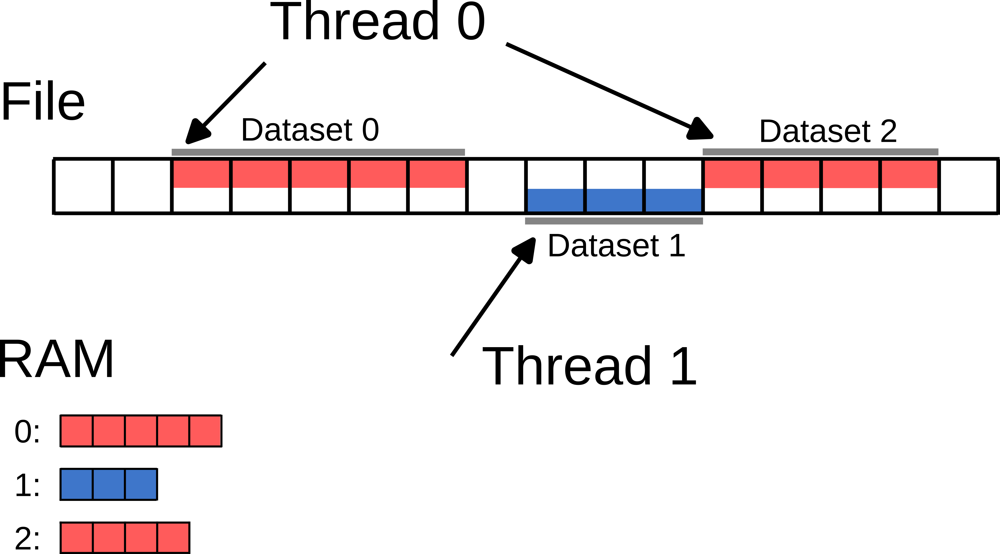 Thread 0
File
Dataset 0
Dataset 2
Dataset 1
Thread 1
RAM
0:
1:
2: